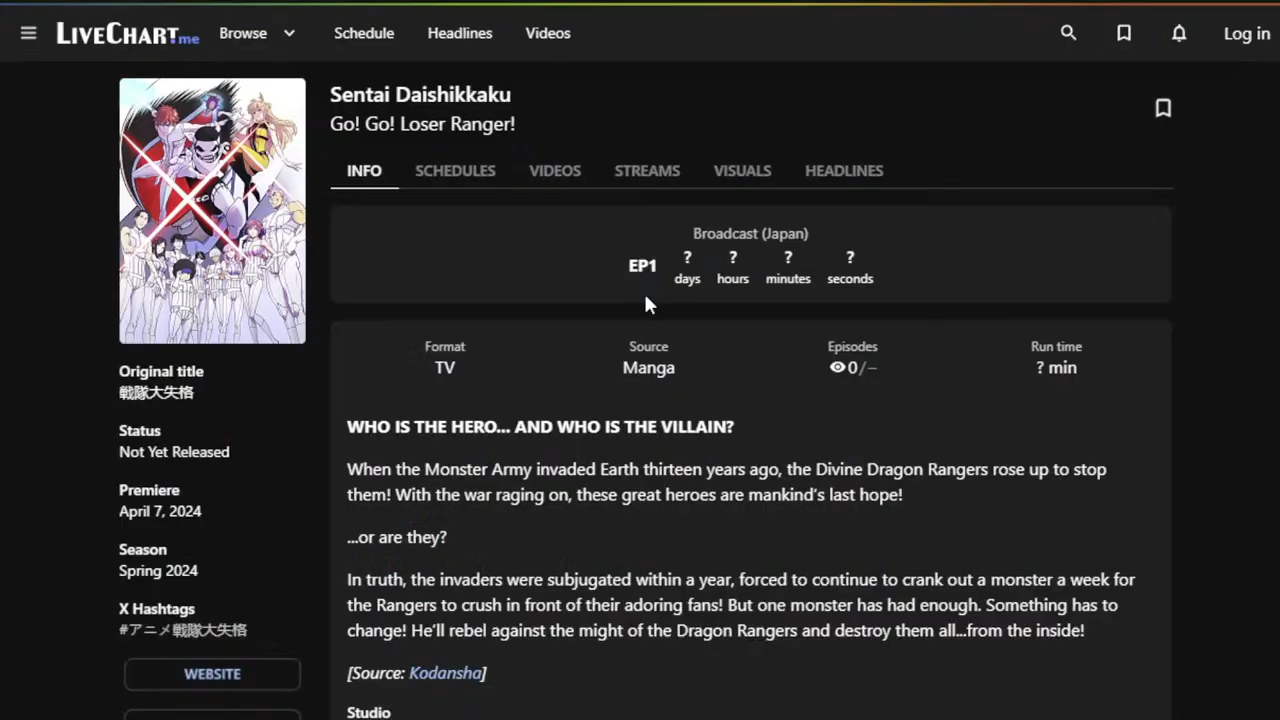 LIVECHART.me
Browse
Schedule
Headlines
Videos
Log in
Sentai Daishikkaku
Go! Go! Loser Ranger!
INFO
SCHEDULES
VIDEOS
STREAMS
VISUALS
HEADLINES
Broadcast (Japan)
EP1
? ? ? ?
days hours minutes seconds
Format Source Episodes Run time
TV Manga 0/– ? min
Original title
戦隊大失格
Status
Not Yet Released
Premiere
April 7, 2024
Season
Spring 2024
X Hashtags
#アニメ戦隊大失格
WEBSITE
WHO IS THE HERO... AND WHO IS THE VILLAIN?
When the Monster Army invaded Earth thirteen years ago, the Divine Dragon Rangers rose up to stop
them! With the war raging on, these great heroes are mankind's last hope!
...or are they?
In truth, the invaders were subjugated within a year, forced to continue to crank out a monster a week for
the Rangers to crush in front of their adoring fans! But one monster has had enough. Something has to
change! He'll rebel against the might of the Dragon Rangers and destroy them all...from the inside!
[Source: Kodansha]
Studio